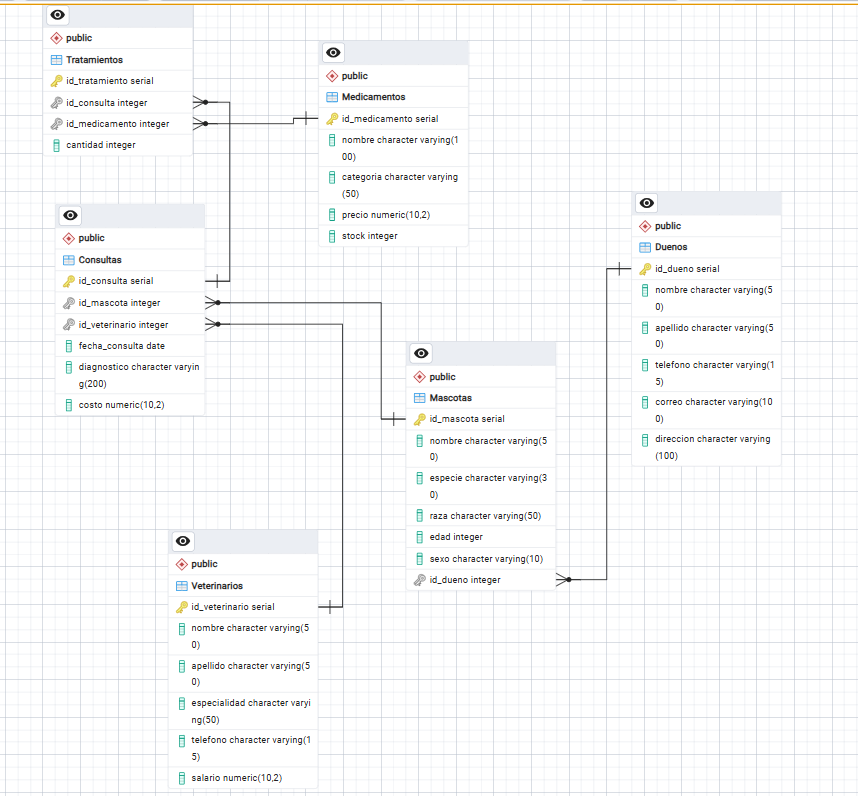 public
Tratamientos
id_tratamiento serial
id_consulta integer
id_medicamento integer
cantidad integer
public
Medicamentos
id_medicamento serial
nombre character varying(1
00)
categoria character varying
(50)
precio numeric(10,2)
stock integer
public
Consultas
id_consulta serial
id_mascota integer
id_veterinario integer
fecha_consulta date
diagnostico character varyin
g(200)
costo numeric(10,2)
public
Duenos
id_dueno serial
nombre character varying(5
0)
apellido character varying(5
0)
telefono character varying(1
5)
correo character varying(10
0)
direccion character varying
(100)
public
Mascotas
id_mascota serial
nombre character varying(5
0)
especie character varying(3
0)
raza character varying(50)
edad integer
sexo character varying(10)
id_dueno integer
public
Veterinarios
id_veterinario serial
nombre character varying(5
0)
apellido character varying(5
0)
especialidad character varyi
ng(50)
telefono character varying(1
5)
salario numeric(10,2)